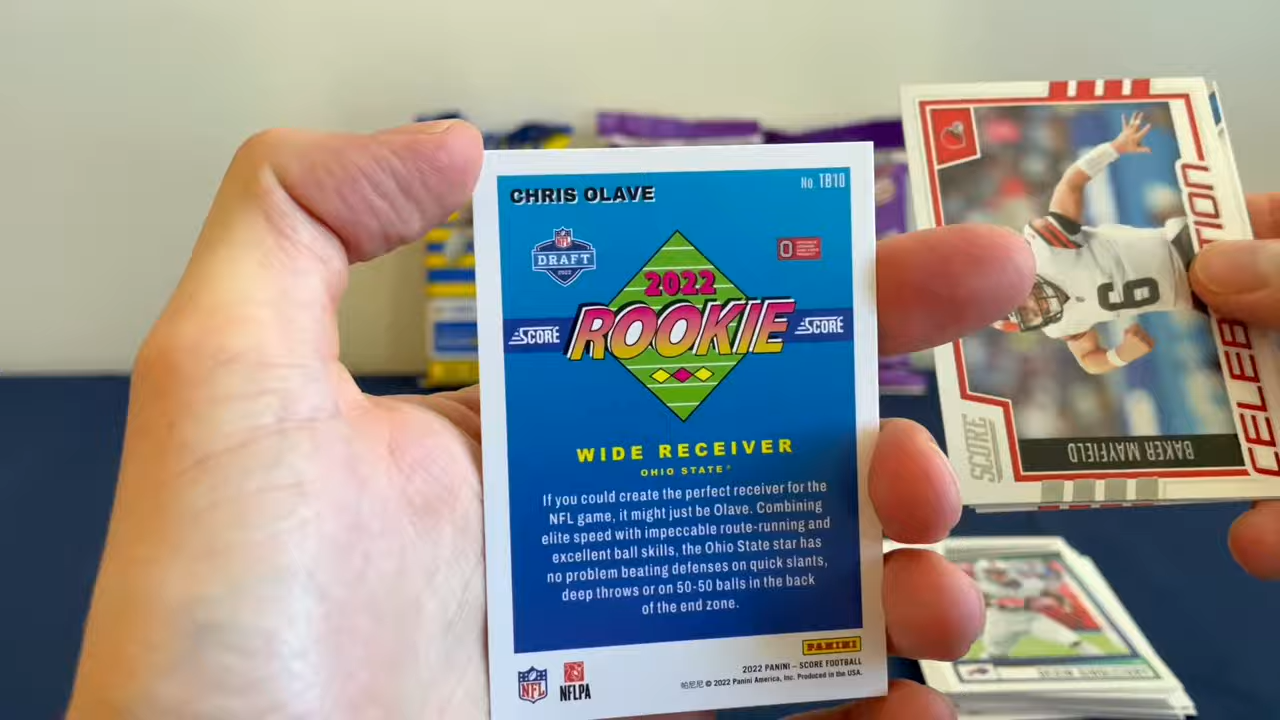 CHRIS OLAVE
No. TB10
NFL
DRAFT
2022
2022
SCORE
ROOKIE
SCORE
WIDE RECEIVER
OHIO STATE
If you could create the perfect receiver for the
NFL game, it might just be Olave. Combining
elite speed with impeccable route-running and
excellent ball skills, the Ohio State star has
no problem beating defenses on quick slants,
deep throws or on 50-50 balls in the back
of the end zone.
PANINI
2022 PANINI – SCORE FOOTBALL
帕尼尼 © 2022 Panini America, Inc. Produced in the USA.
NFL
NFLPA
SCORE
BAKER MAYFIELD
6